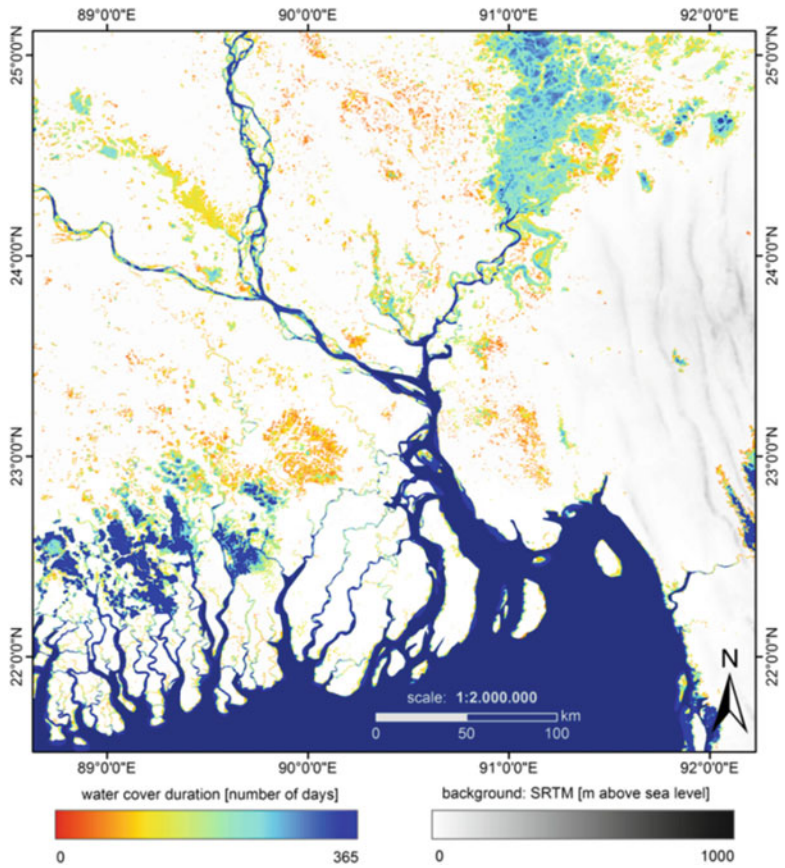 89°0'0"E 90°0'0"E 91°0'0"E 92°0'0"E
25°0'0"N 25°0'0"N
24°0'0"N 24°0'0"N
23°0'0"N 23°0'0"N
22°0'0"N 22°0'0"N
N
scale: 1:2.000.000
km
0 50 100
89°0'0"E 90°0'0"E 91°0'0"E 92°0'0"E
water cover duration [number of days] background: SRTM [m above sea level]
0 365 0 1000